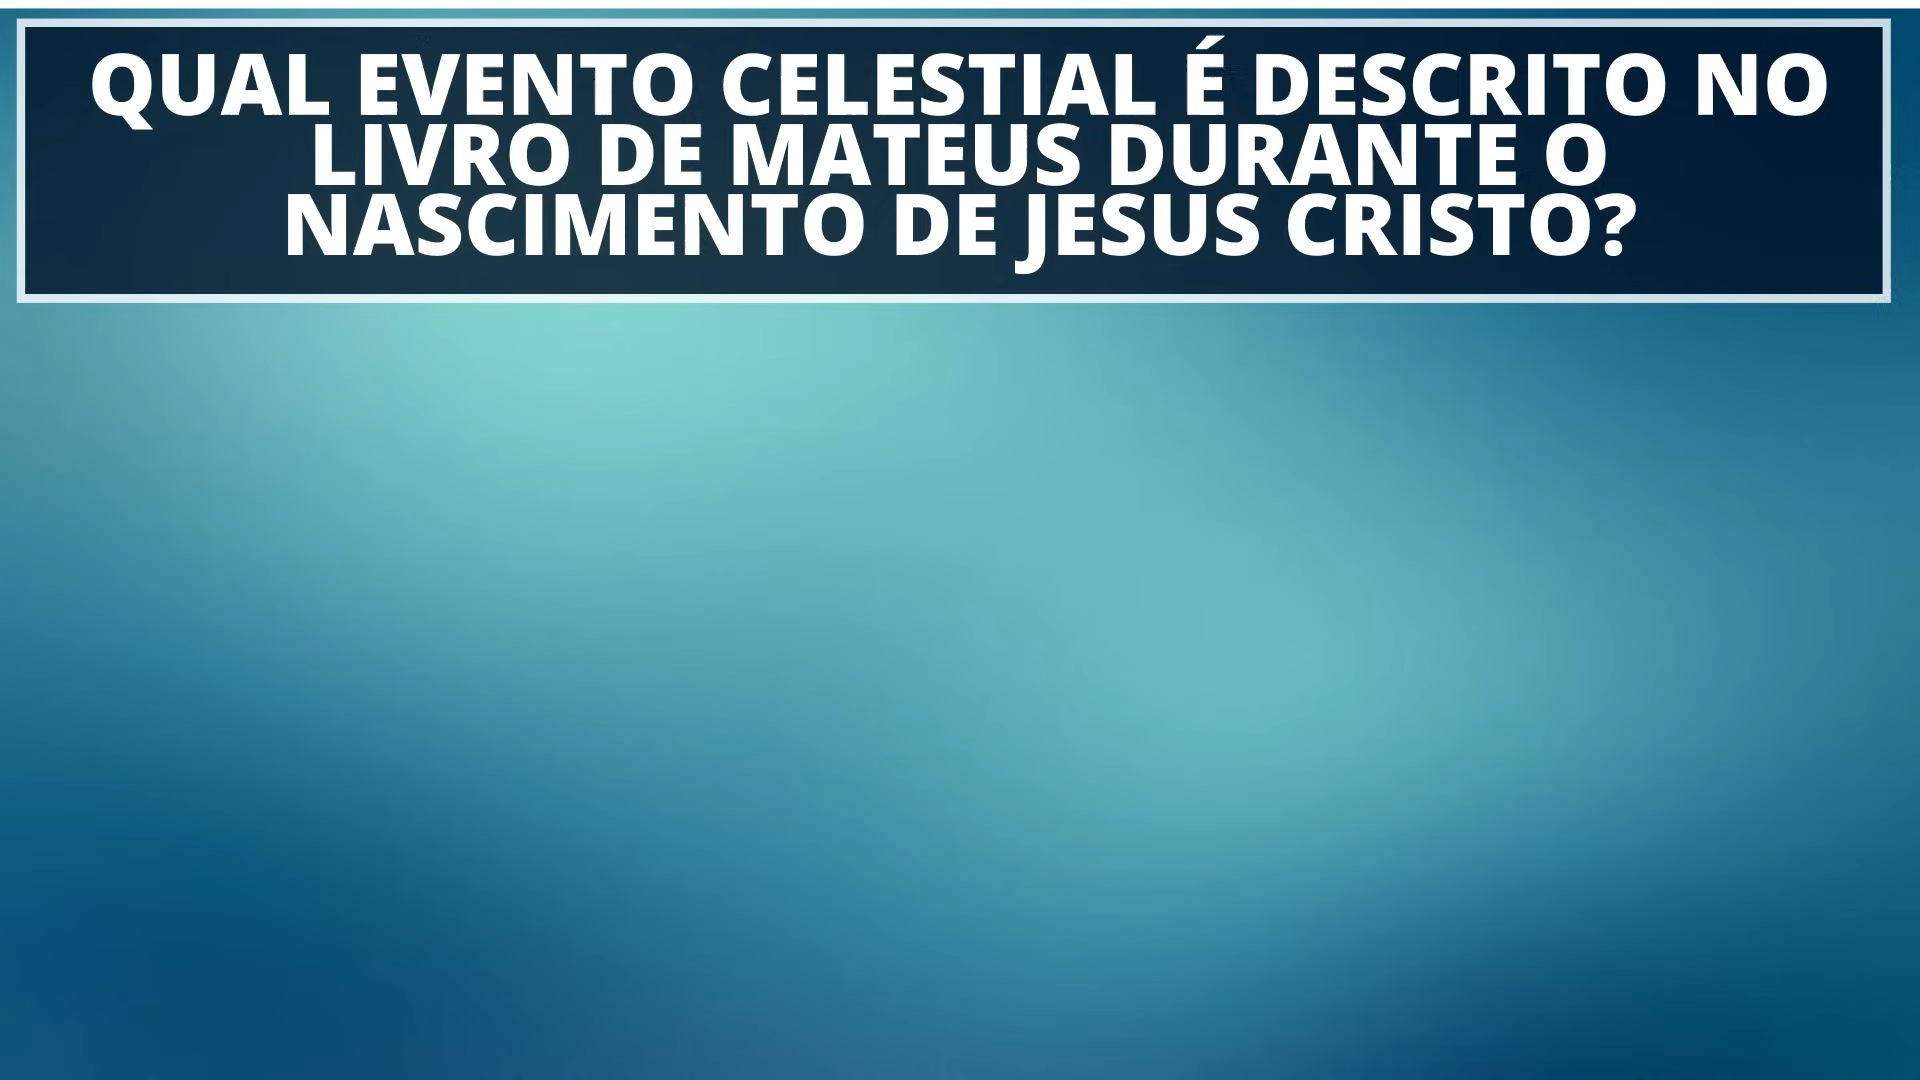 QUAL EVENTO CELESTIAL É DESCRITO NO
LIVRO DE MATEUS DURANTE O
NASCIMENTO DE JESUS CRISTO?